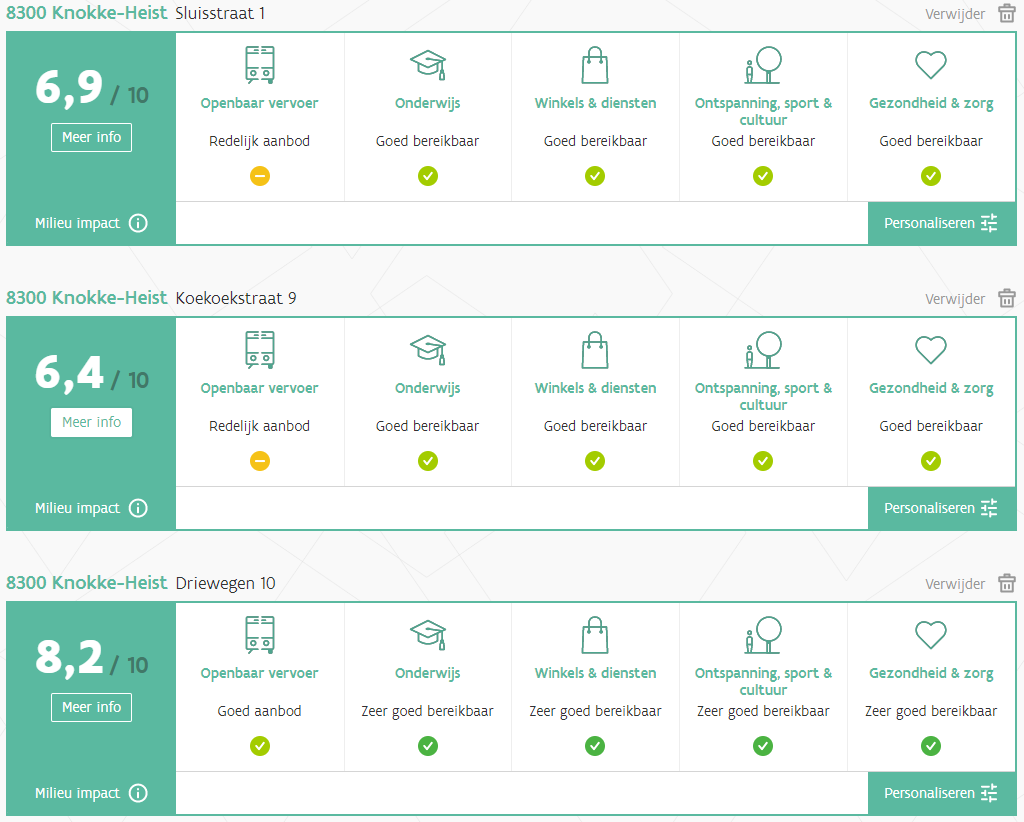 8300 Knokke-Heist Sluisstraat 1
Verwijder
6,9 / 10
Meer info
Milieu impact
Openbaar vervoer
Redelijk aanbod
Onderwijs
Goed bereikbaar
Winkels & diensten
Goed bereikbaar
Ontspanning, sport &
cultuur
Goed bereikbaar
Gezondheid & zorg
Goed bereikbaar
Personaliseren
8300 Knokke-Heist Koekoekstraat 9
Verwijder
6,4 / 10
Meer info
Milieu impact
Openbaar vervoer
Redelijk aanbod
Onderwijs
Goed bereikbaar
Winkels & diensten
Goed bereikbaar
Ontspanning, sport &
cultuur
Goed bereikbaar
Gezondheid & zorg
Goed bereikbaar
Personaliseren
8300 Knokke-Heist Driewegen 10
Verwijder
8,2 / 10
Meer info
Milieu impact
Openbaar vervoer
Goed aanbod
Onderwijs
Zeer goed bereikbaar
Winkels & diensten
Zeer goed bereikbaar
Ontspanning, sport &
cultuur
Zeer goed bereikbaar
Gezondheid & zorg
Zeer goed bereikbaar
Personaliseren